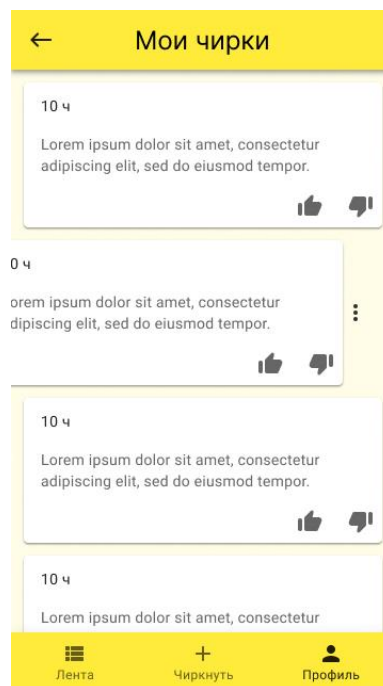 Мои чирки
10 ч
Lorem ipsum dolor sit amet, consectetur
adipiscing elit, sed do eiusmod tempor.
0 ч
orem ipsum dolor sit amet, consectetur
dipiscing elit, sed do eiusmod tempor.
10 ч
Lorem ipsum dolor sit amet, consectetur
adipiscing elit, sed do eiusmod tempor.
10 ч
Lorem ipsum dolor sit amet, consectetur
Лента Чиркнуть Профиль